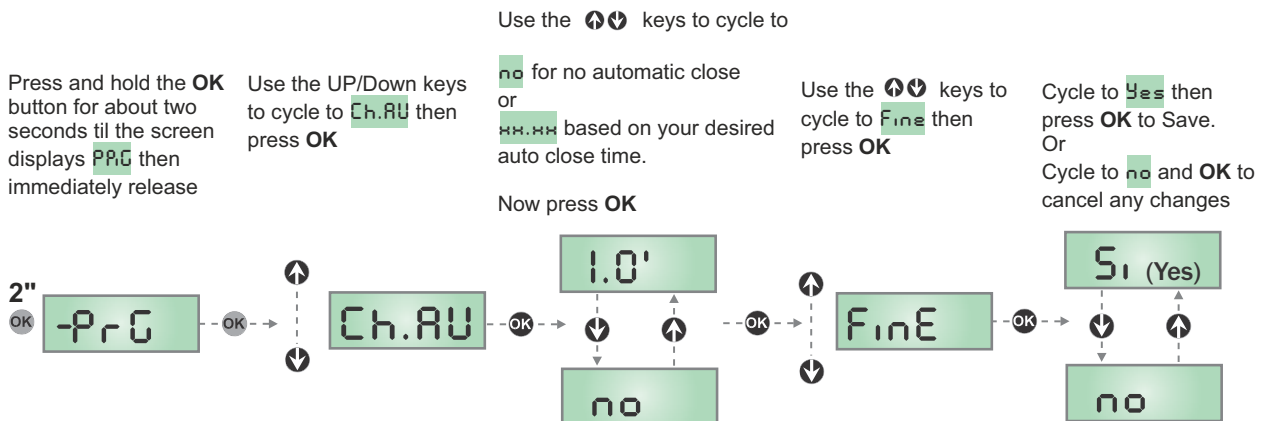 Press and hold the OK
button for about two
seconds til the screen
displays PRG then
immediately release
Use the UP/Down keys
to cycle to Ch.AU then
press OK
Use the keys to cycle to
no for no automatic close
or
xx.xx based on your desired
auto close time.
Now press OK
Use the keys to
cycle to Fine then
press OK
Cycle to Yes then
press OK to Save.
Or
Cycle to no and OK to
cancel any changes
2"
OK
-PrG
OK
Ch.AU
OK
1.0'
no
OK
FinE
OK
Si (Yes)
no